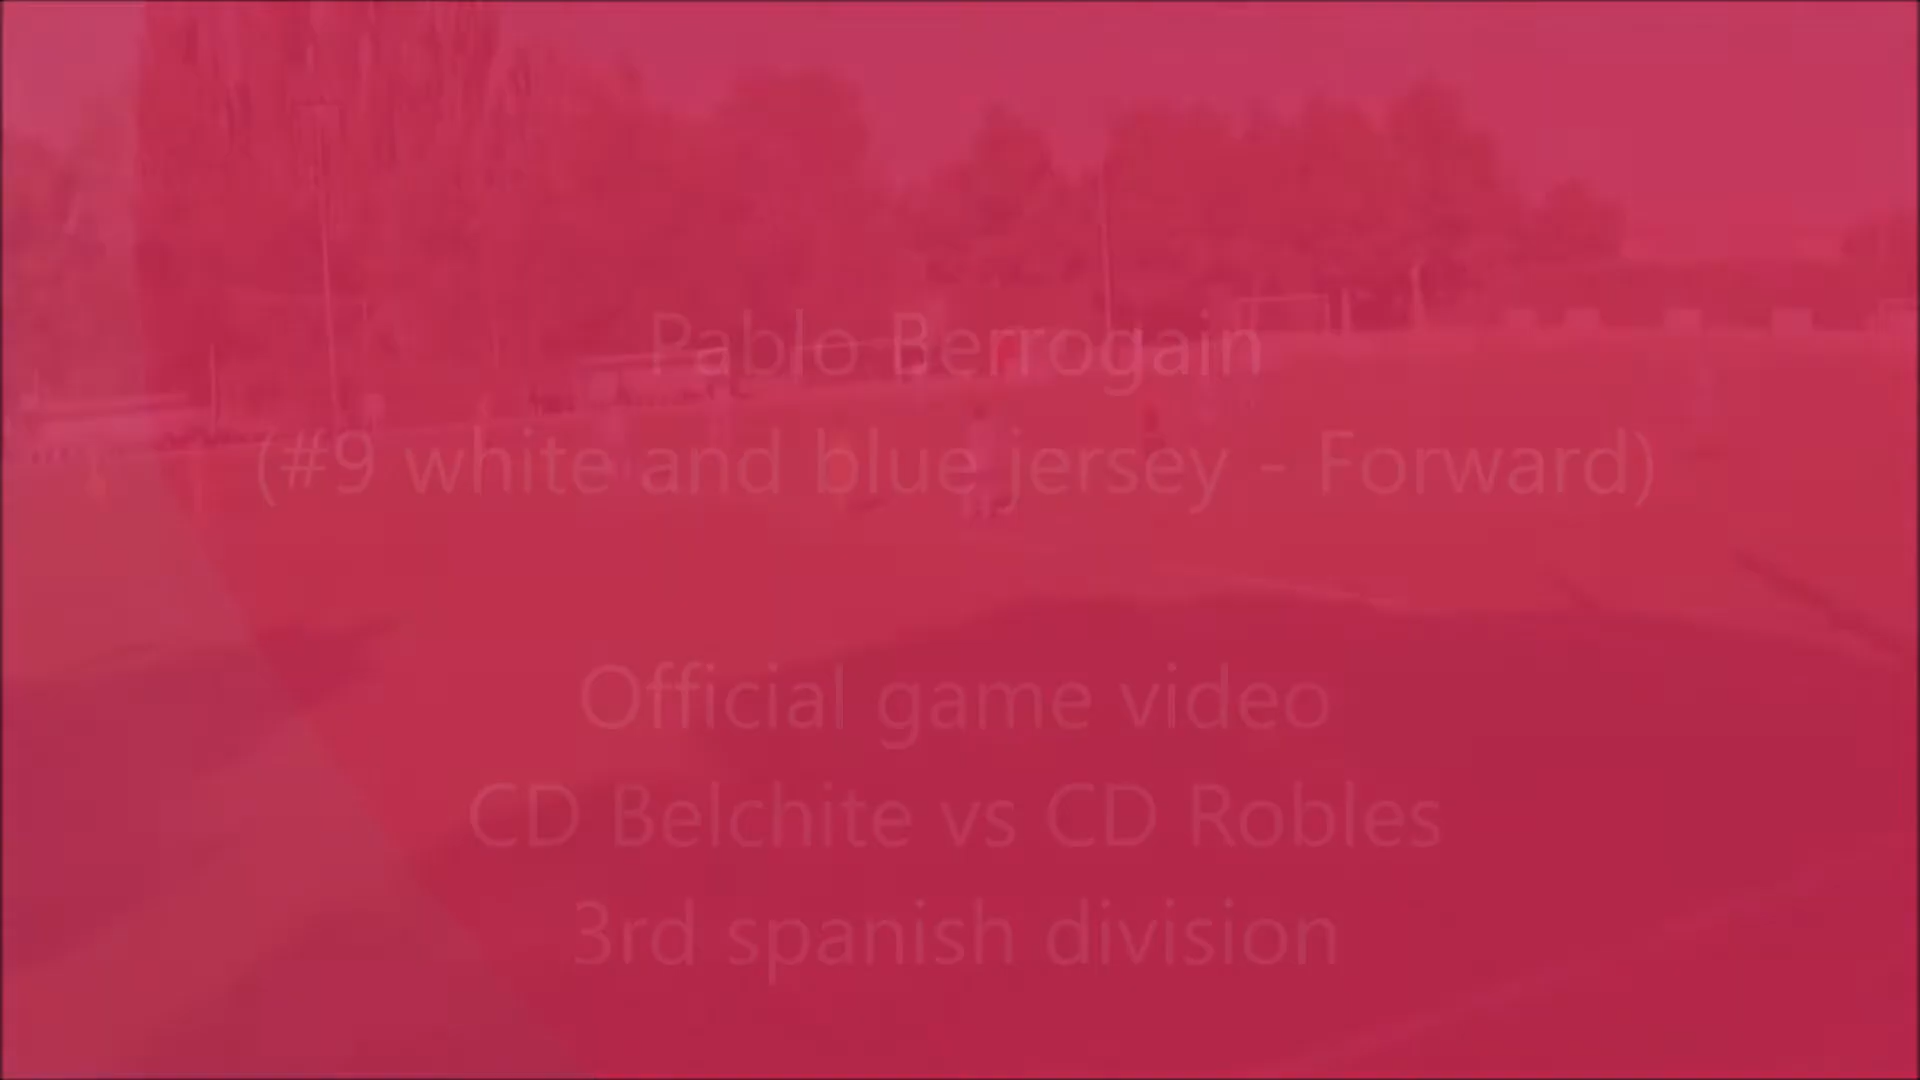 Pablo Berrogain
(#9 white and blue jersey - Forward)
Official game video
CD Belchite vs CD Robles
3rd spanish division